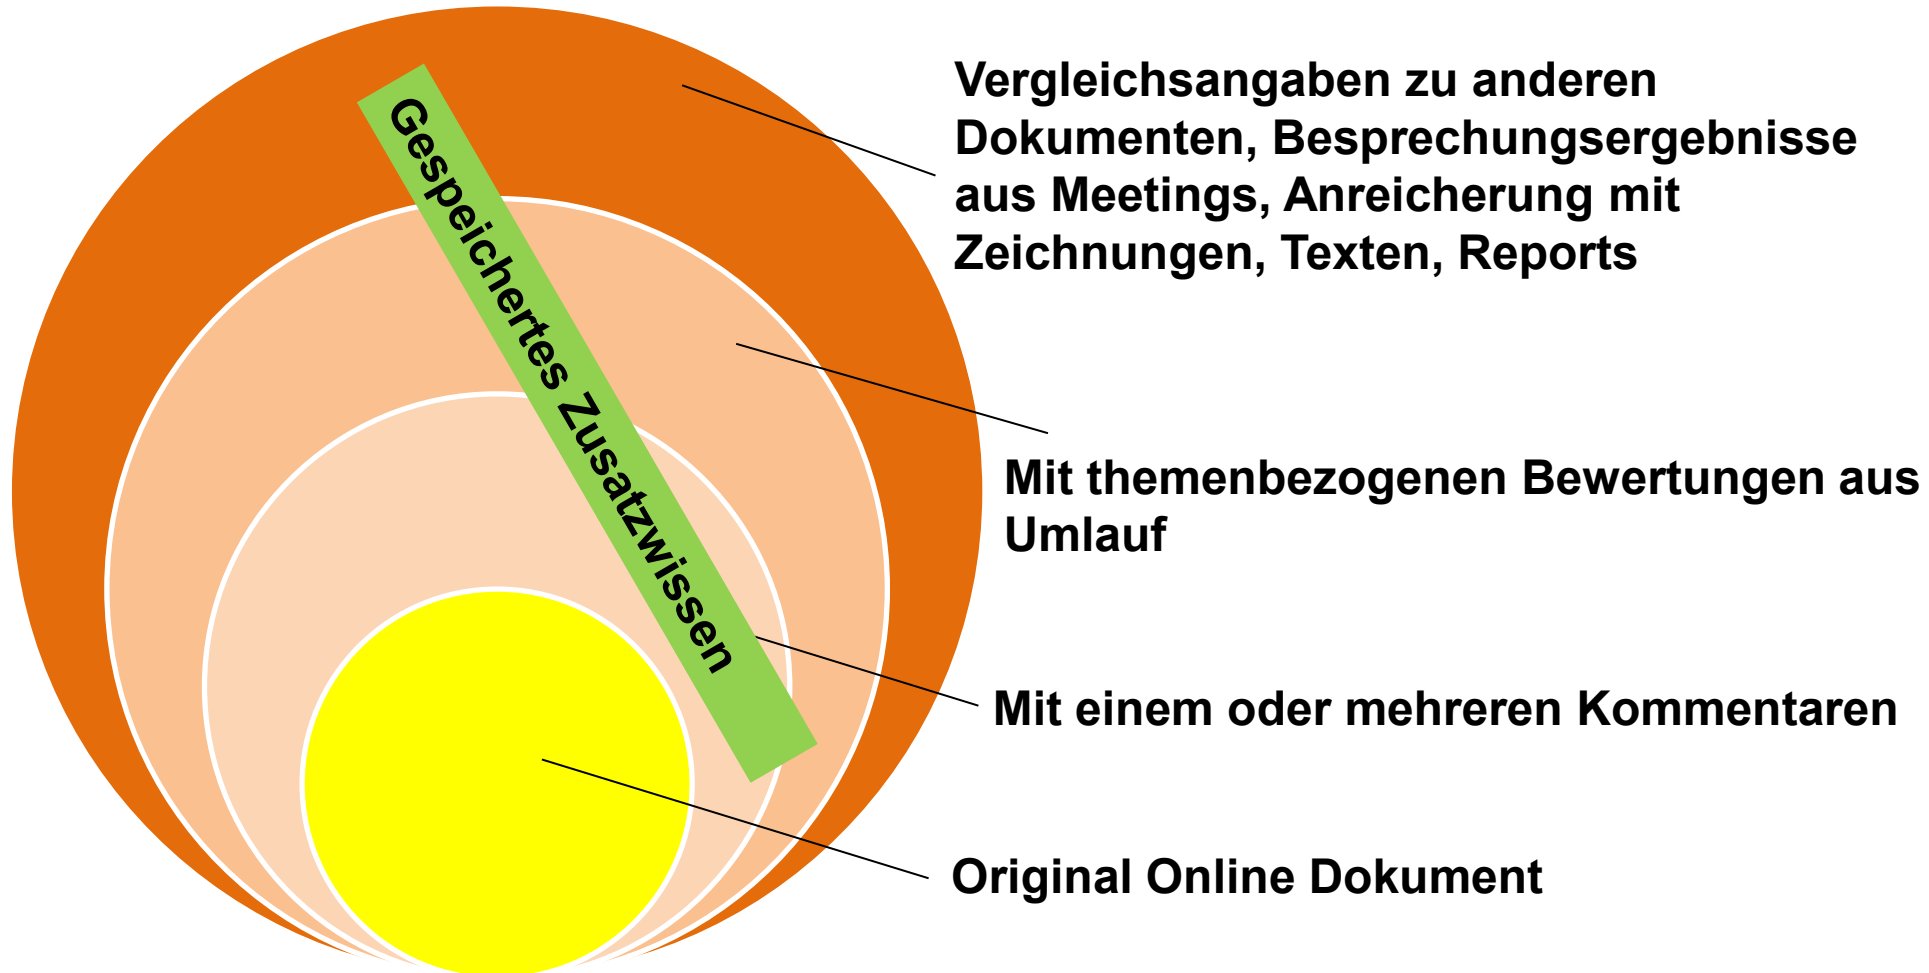 Gespeichertes Zusatzwissen
Vergleichsangaben zu anderen
Dokumenten, Besprechungsergebnisse
aus Meetings, Anreicherung mit
Zeichnungen, Texten, Reports
Mit themenbezogenen Bewertungen aus
Umlauf
Mit einem oder mehreren Kommentaren
Original Online Dokument